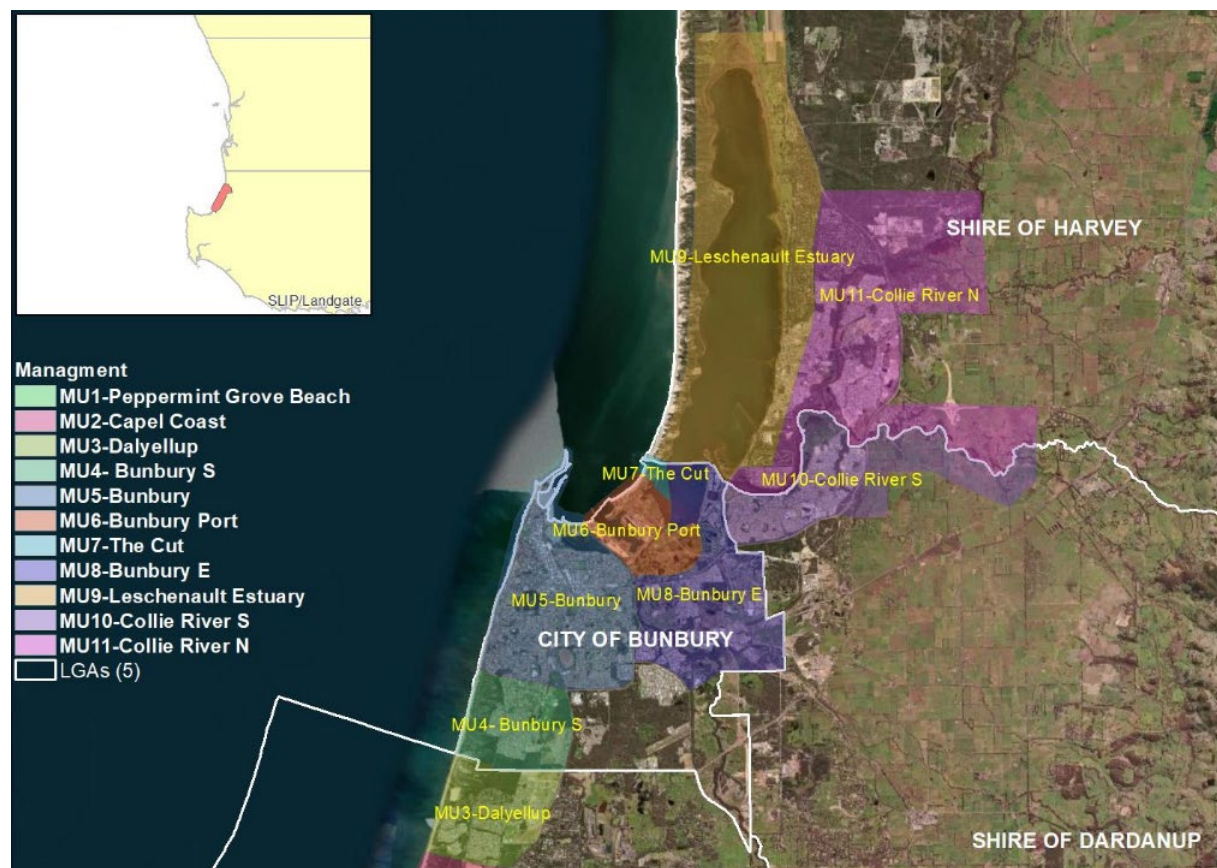 SLIP/Landgate
Managment
MU1-Peppermint Grove Beach
MU2-Capel Coast
MU3-Dalyellup
MU4- Bunbury S
MU5-Bunbury
MU6-Bunbury Port
MU7-The Cut
MU8-Bunbury E
MU9-Leschenault Estuary
MU10-Collie River S
MU11-Collie River N
LGAs (5)
SHIRE OF HARVEY
MU9-Leschenault Estuary
MU11-Collie River N
MU7-The Cut
MU10-Collie River S
MU6-Bunbury Port
MU5-Bunbury
MU8-Bunbury E
CITY OF BUNBURY
MU4- Bunbury S
MU3-Dalyellup
SHIRE OF DARDANUP